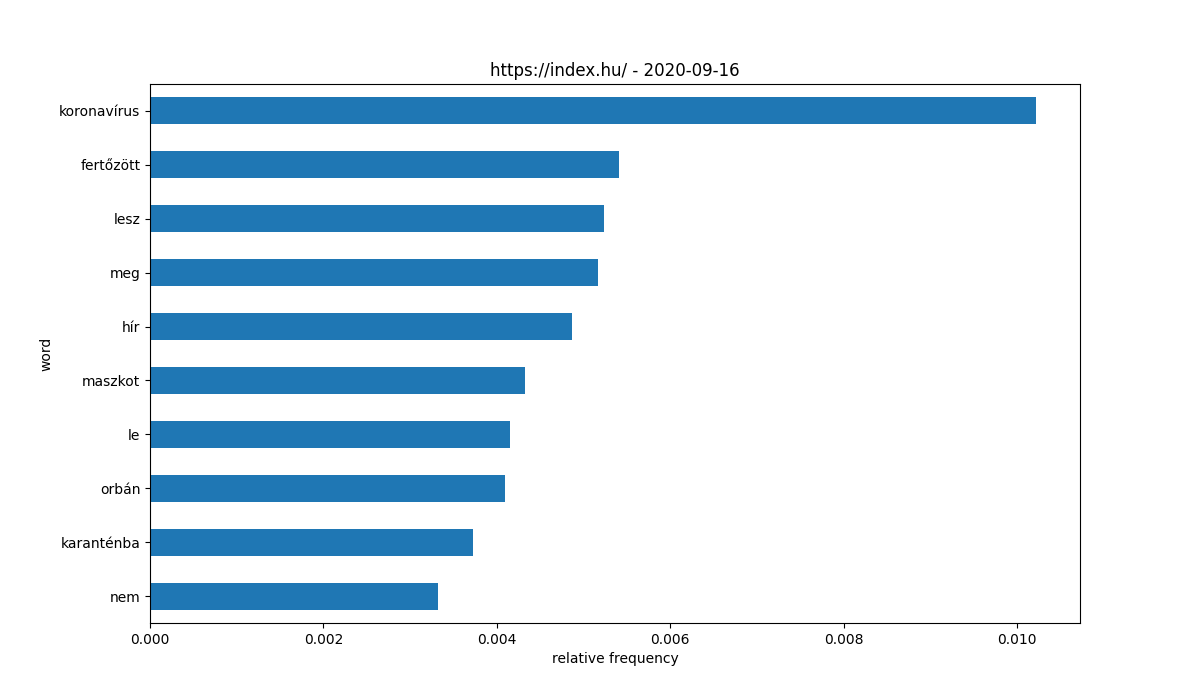 https://index.hu/ - 2020-09-16
koronavírus
fertőzött
lesz
meg
hír
maszkot
le
orbán
karanténba
nem
word
0.000 0.002 0.004 0.006 0.008 0.010
relative frequency